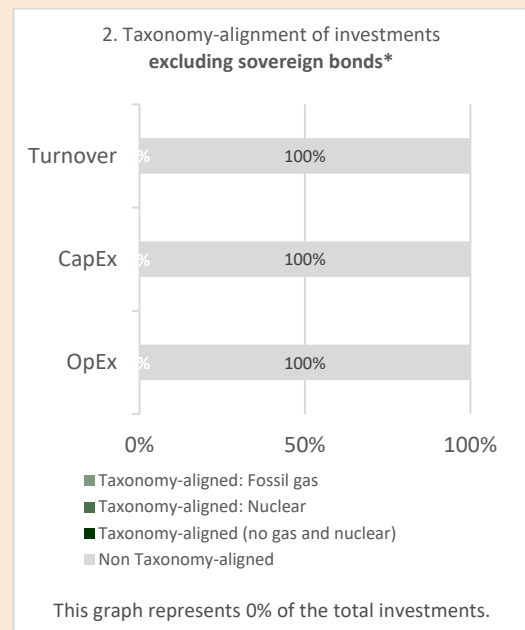 2. Taxonomy-alignment of investments
excluding sovereign bonds*
Turnover
100%
CapEx
100%
OpEx
100%
0% 50% 100%
Taxonomy-aligned: Fossil gas
Taxonomy-aligned: Nuclear
Taxonomy-aligned (no gas and nuclear)
Non Taxonomy-aligned
This graph represents 0% of the total investments.